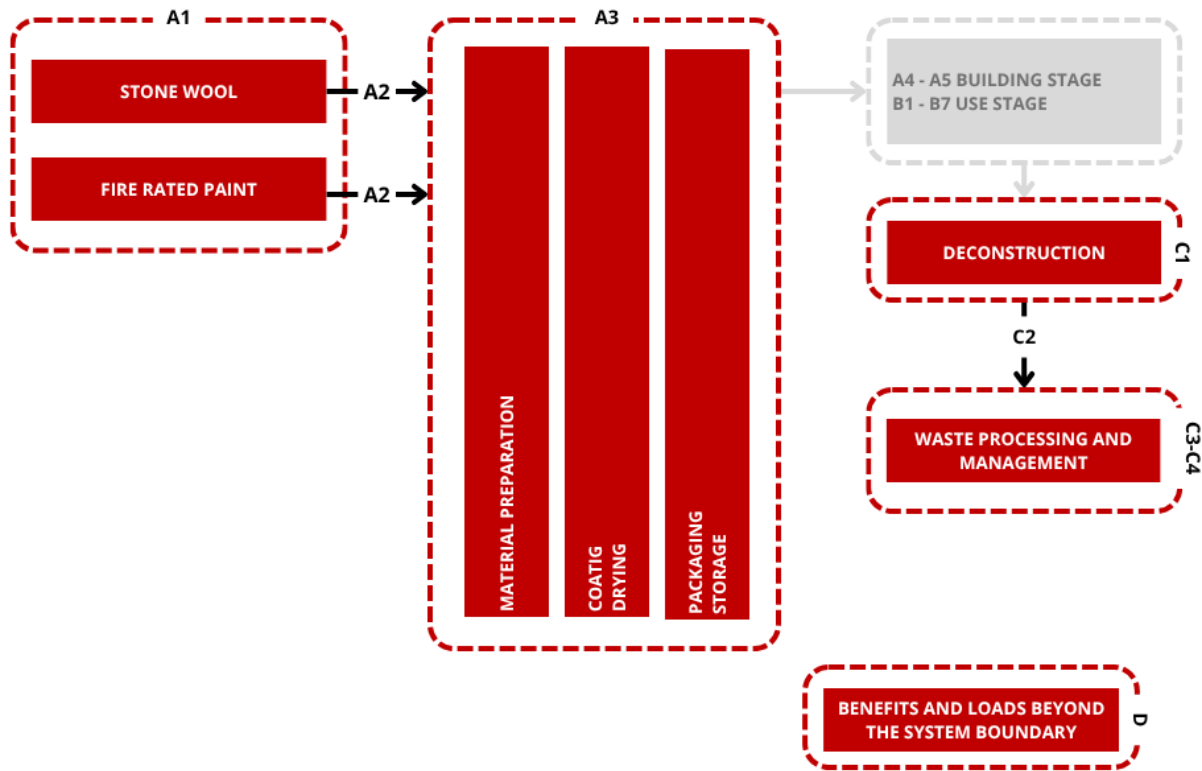 A1
STONE WOOL
FIRE RATED PAINT
A2
A2
A3
MATERIAL PREPARATION
COATIG
DRYING
PACKAGING
STORAGE
A4 - A5 BUILDING STAGE
B1 - B7 USE STAGE
DECONSTRUCTION
C1
C2
WASTE PROCESSING AND
MANAGEMENT
C3-C4
BENEFITS AND LOADS BEYOND
THE SYSTEM BOUNDARY
D